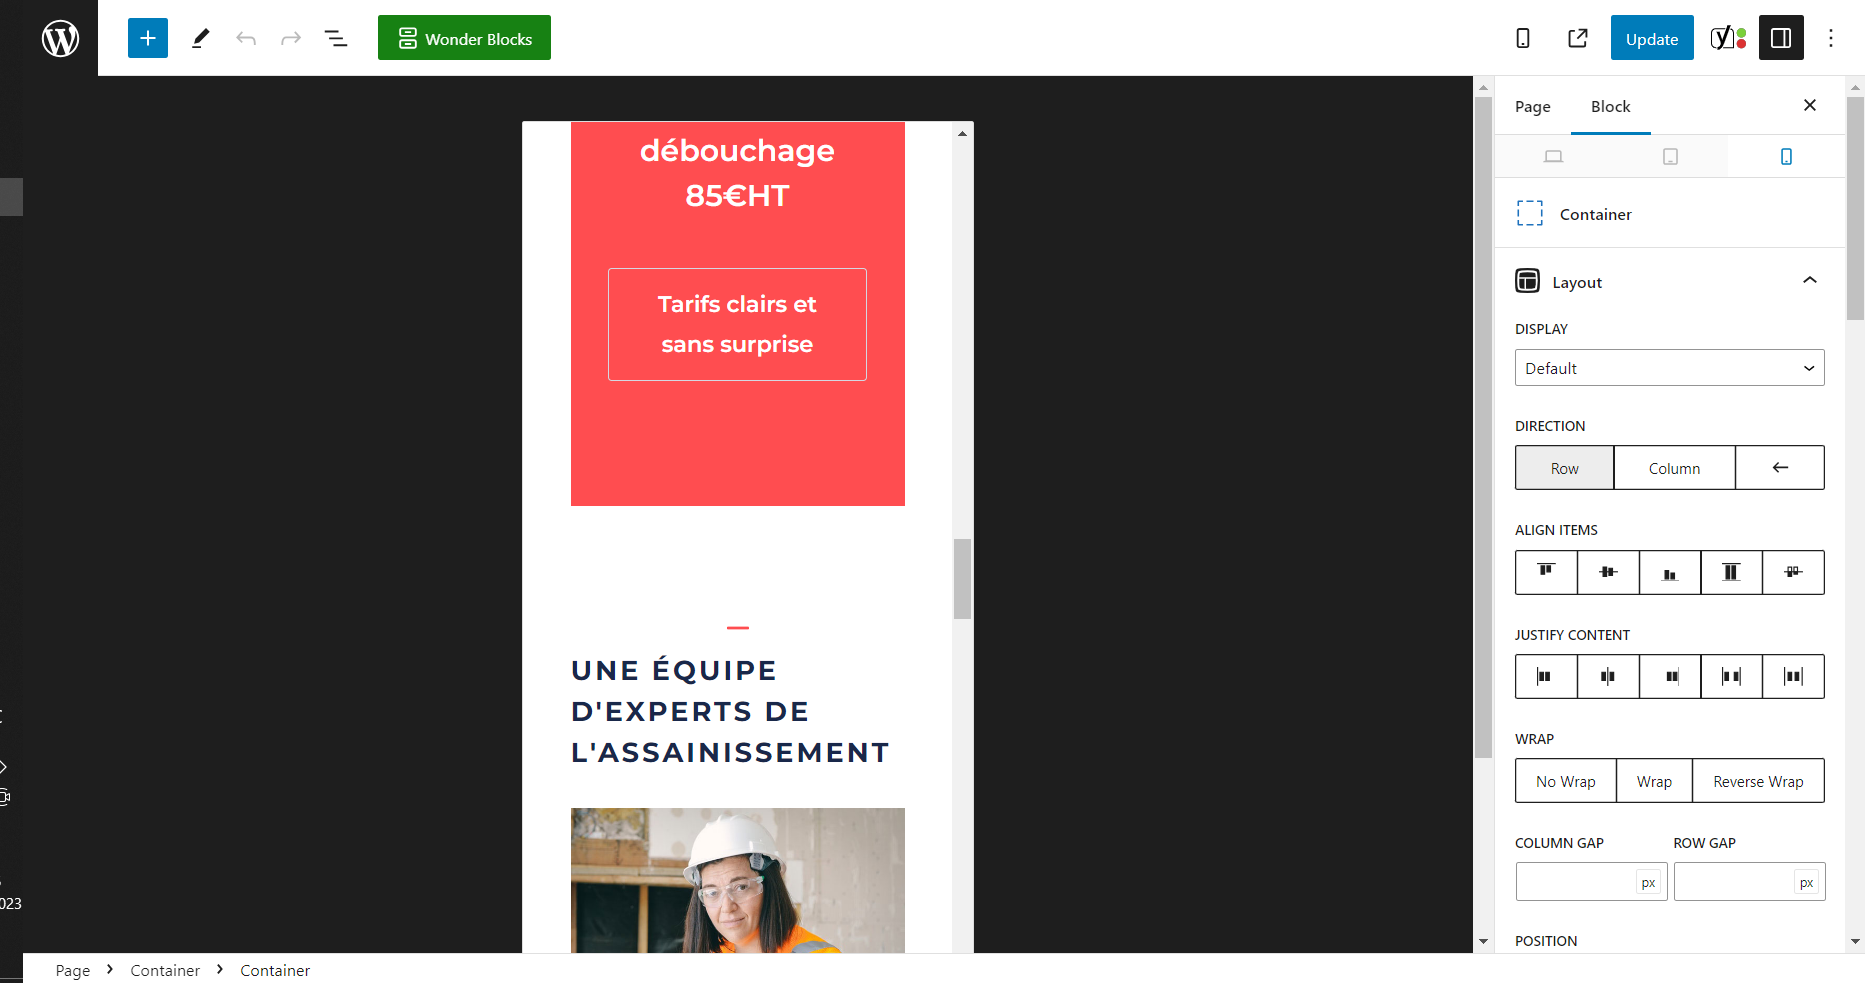 Wonder Blocks
Update
Page
Block
Container
Layout
DISPLAY
Default
DIRECTION
Row
Column
ALIGN ITEMS
JUSTIFY CONTENT
WRAP
No Wrap
Wrap
Reverse Wrap
COLUMN GAP
ROW GAP
px
px
POSITION
débouchage
85€HT
Tarifs clairs et
sans surprise
UNE ÉQUIPE
D'EXPERTS DE
L'ASSAINISSEMENT
023
Page
Container
Container